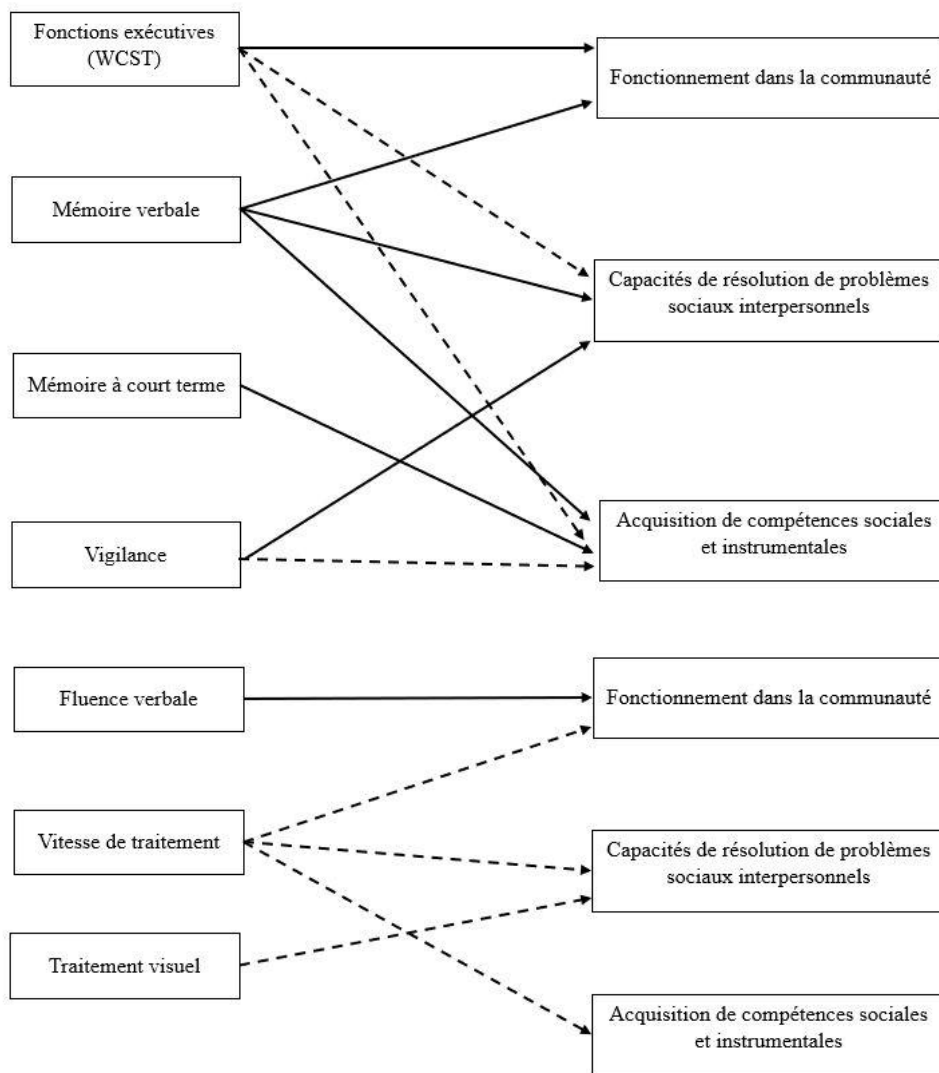 Fonctions exécutives
(WCST)
Fonctionnement dans la communauté
Mémoire verbale
Capacités de résolution de problèmes
sociaux interpersonnels
Mémoire à court terme
Acquisition de compétences sociales
et instrumentales
Vigilance
Fluence verbale
Fonctionnement dans la communauté
Vitesse de traitement
Capacités de résolution de problèmes
sociaux interpersonnels
Traitement visuel
Acquisition de compétences sociales
et instrumentales